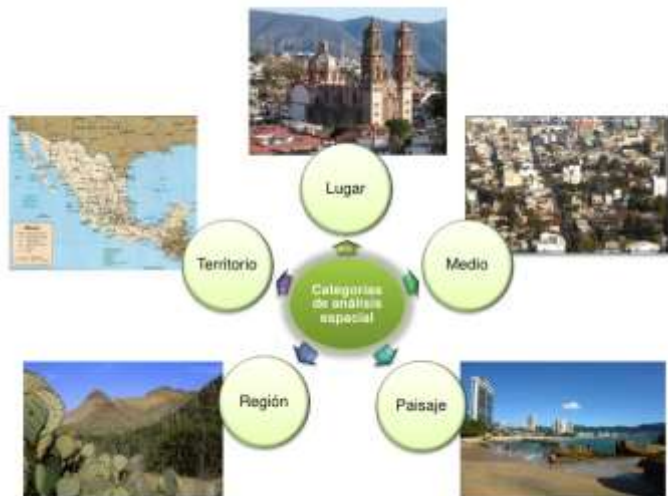 Lugar
Territorio
Medio
Categorías
de análisis
espacial
Región
Paisaje